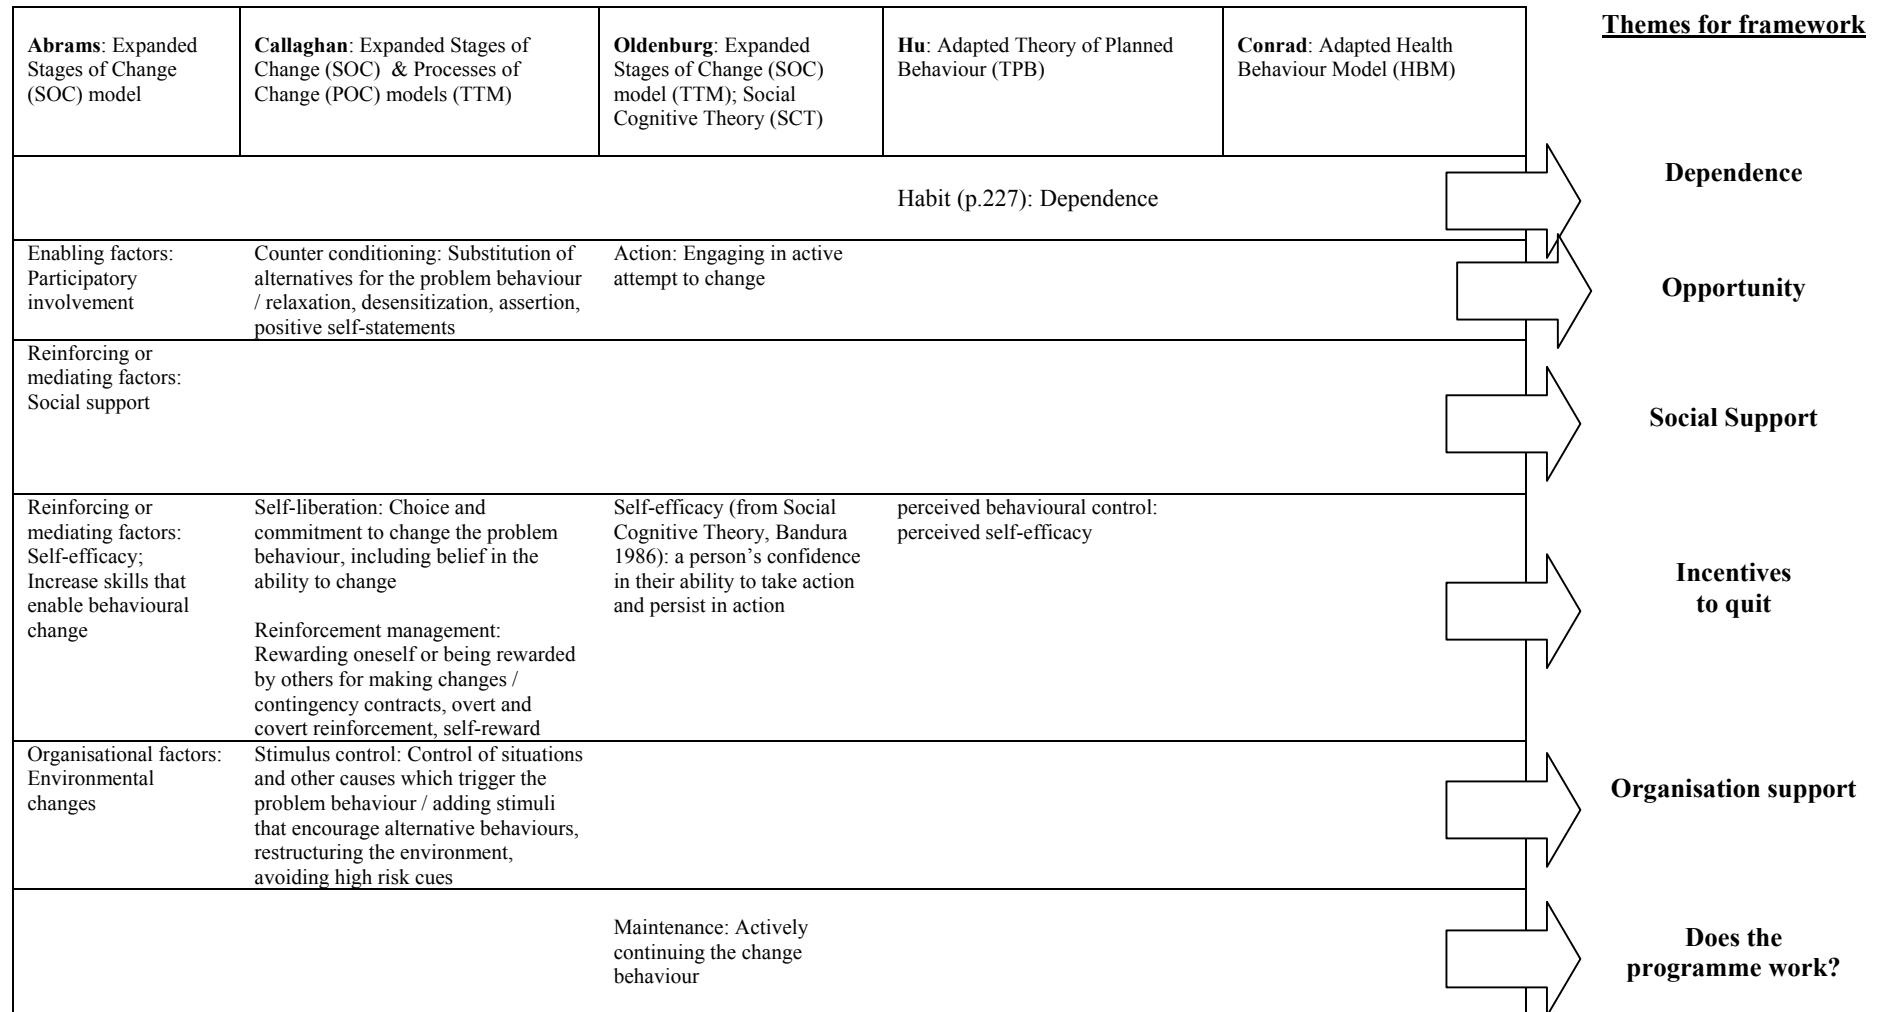 Themes for framework
Abrams: Expanded
Stages of Change
(SOC) model
Callaghan: Expanded Stages of
Change (SOC)  & Processes of
Change (POC) models (TTM)
Oldenburg: Expanded
Stages of Change (SOC)
model (TTM); Social
Cognitive Theory (SCT)
Hu: Adapted Theory of Planned
Behaviour (TPB)
Conrad: Adapted Health
Behaviour Model (HBM)
Habit (p.227): Dependence
Dependence
Enabling factors:
Participatory
involvement
Counter conditioning: Substitution of
alternatives for the problem behaviour
/ relaxation, desensitization, assertion,
positive self-statements
Action: Engaging in active
attempt to change
Opportunity
Reinforcing or
mediating factors:
Social support
Social Support
Reinforcing or
mediating factors:
Self-efficacy;
Increase skills that
enable behavioural
change
Self-liberation: Choice and
commitment to change the problem
behaviour, including belief in the
ability to change
Reinforcement management:
Rewarding oneself or being rewarded
by others for making changes /
contingency contracts, overt and
covert reinforcement, self-reward
Self-efficacy (from Social
Cognitive Theory, Bandura
1986): a person’s confidence
in their ability to take action
and persist in action
perceived behavioural control:
perceived self-efficacy
Incentives
to quit
Organisational factors:
Environmental
changes
Stimulus control: Control of situations
and other causes which trigger the
problem behaviour / adding stimuli
that encourage alternative behaviours,
restructuring the environment,
avoiding high risk cues
Organisation support
Maintenance: Actively
continuing the change
behaviour
Does the
programme work?